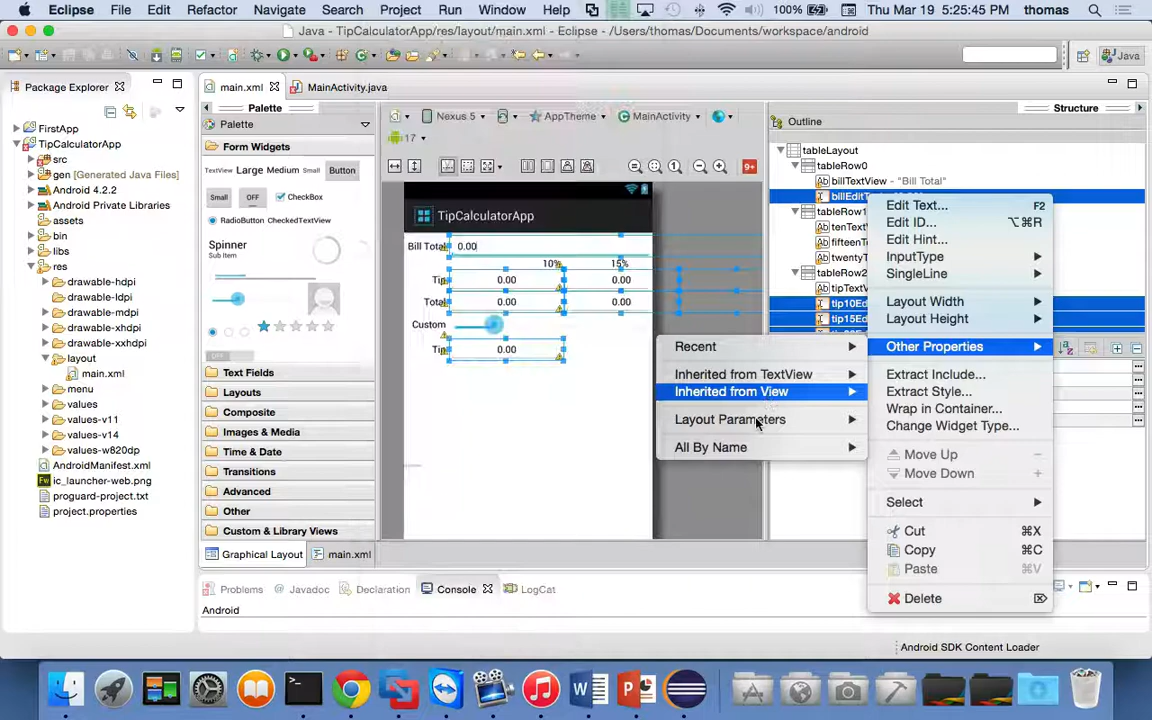 Eclipse File Edit Refactor Navigate Search Project Run Window Help 100% Thu Mar 19 5:25:45 PM thomas
Java - TipCalculatorApp/res/layout/main.xml - Eclipse - /Users/thomas/Documents/workspace/android
Java
Package Explorer
FirstApp
TipCalculatorApp
src
gen [Generated Java Files]
Android 4.2.2
Android Private Libraries
assets
bin
libs
res
drawable-hdpi
drawable-ldpi
drawable-mdpi
drawable-xhdpi
drawable-xxhdpi
layout
main.xml
menu
values
values-v11
values-v14
values-w820dp
AndroidManifest.xml
ic_launcher-web.png
proguard-project.txt
project.properties
main.xml MainActivity.java
Palette
Palette
Form Widgets
TextView Large Medium Small Button
Small OFF CheckBox
RadioButton CheckedTextView
Spinner
Sub Item
OFF
Text Fields
Layouts
Composite
Images & Media
Time & Date
Transitions
Advanced
Other
Custom & Library Views
Graphical Layout main.xml
Nexus 5 AppTheme MainActivity
17
1 9+
TipCalculatorApp
Bill Total 0.00
10% 15%
Tip 0.00 0.00
Total 0.00 0.00
Custom
Tip 0.00
Structure
Outline
tableLayout
tableRow0
billTextView - "Bill Total"
tableRow2
Edit Text... F2
Edit ID... ⌥⌘R
Edit Hint...
InputType
SingleLine
Layout Width
Layout Height
Other Properties
Extract Include...
Extract Style...
Wrap in Container...
Change Widget Type...
Move Up -
Move Down +
Select
Cut ⌘X
Copy ⌘C
Paste ⌘V
Delete
Recent
Inherited from TextView
Inherited from View
Layout Parameters
All By Name
Problems Javadoc Declaration Console LogCat
Android
Android SDK Content Loader